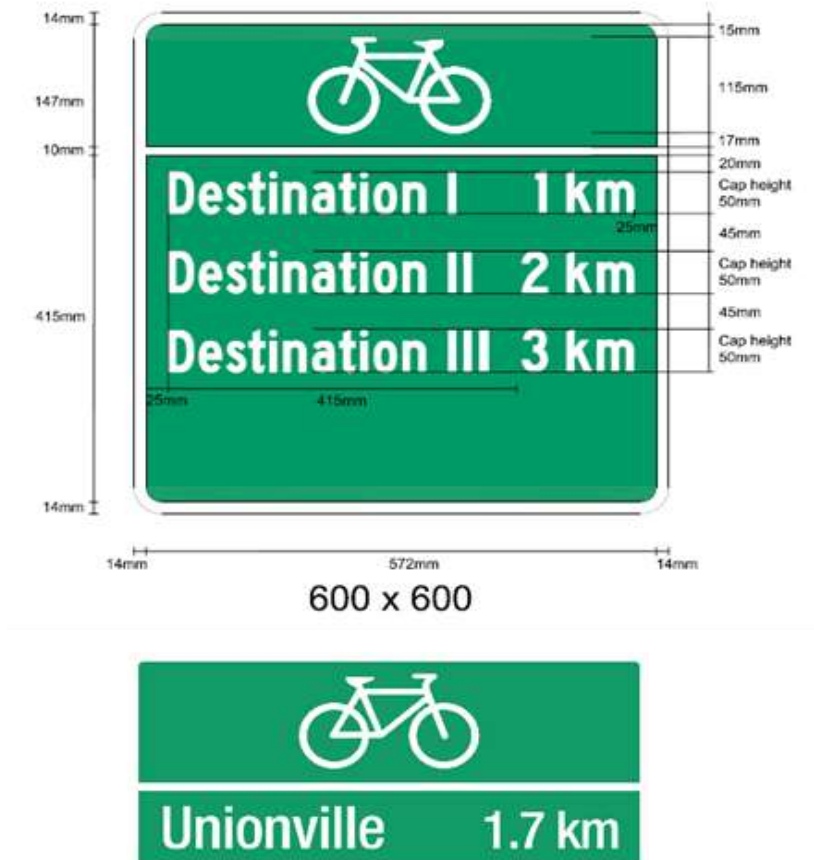 14mm
15mm
147mm
115mm
10mm
17mm
20mm
Destination I 1 km
Cap height
50mm
25mm
45mm
Destination II 2 km
Cap height
50mm
415mm
45mm
Destination III 3 km
Cap height
50mm
25mm
415mm
14mm
14mm
572mm
14mm
600 x 600
Unionville 1.7 km